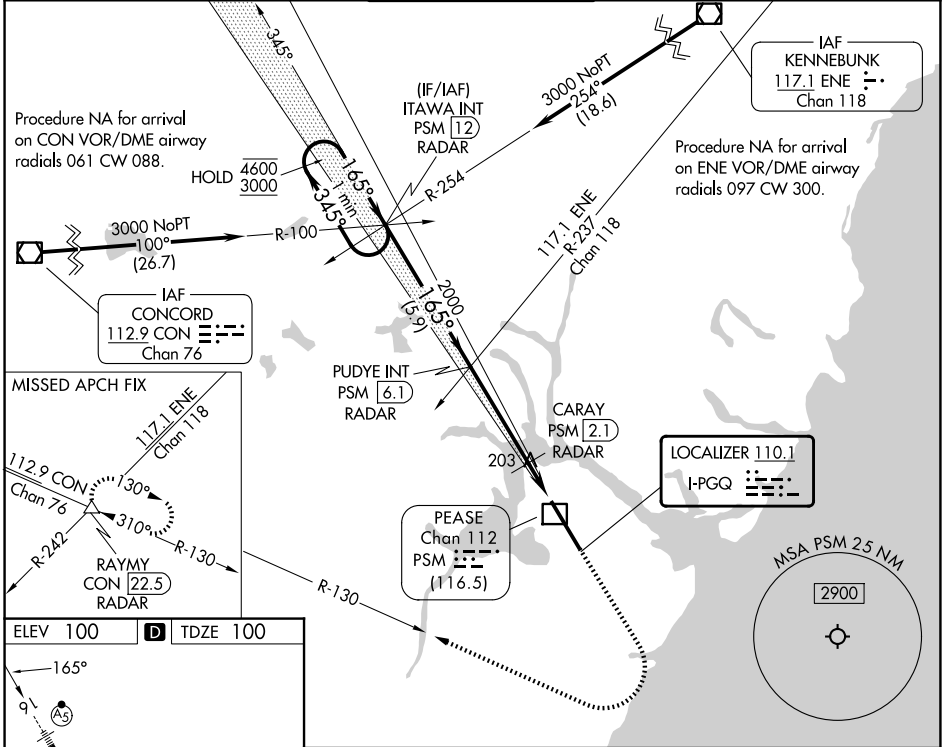 345°
(IF/IAF)
ITAWA INT
PSM 12
RADAR
3000 NoPT
254°
(18.6)
IAF
KENNEBUNK
117.1 ENE
Chan 118
Procedure NA for arrival
on CON VOR/DME airway
radials 061 CW 088.
Procedure NA for arrival
on ENE VOR/DME airway
radials 097 CW 300.
HOLD 4600
3000
165°
1 min
345°
R-254
3000 NoPT
100°
(26.7)
R-100
117.1 ENE
R-237
Chan 118
IAF
CONCORD
112.9 CON
Chan 76
2000
165°
(5.9)
PUDYE INT
PSM 6.1
RADAR
CARAY
PSM 2.1
RADAR
203
LOCALIZER 110.1
I-PGQ
PEASE
Chan 112
PSM
(116.5)
MISSED APCH FIX
117.1 ENE
Chan 118
112.9 CON
Chan 76
130°
310°
R-242
R-130
RAYMY
CON 22.5
RADAR
R-130
MSA PSM 25 NM
2900
ELEV 100
D
TDZE 100
165°
16
A5